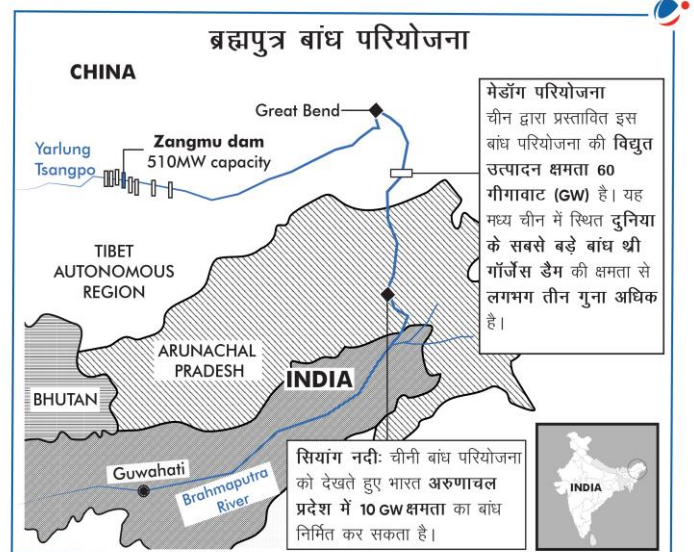 ब्रह्मपुत्र बांध परियोजना
CHINA
Great Bend
Yarlung
Tsangpo
Zangmu dam
510MW capacity
मेडॉग परियोजना
चीन द्वारा प्रस्तावित इस
बांध परियोजना की विद्युत
उत्पादन क्षमता 60
गीगावाट (GW) है। यह
मध्य चीन में स्थित दुनिया
के सबसे बड़े बांध थ्री
गॉर्जेस डैम की क्षमता से
लगभग तीन गुना अधिक
है।
TIBET
AUTONOMOUS
REGION
ARUNACHAL
PRADESH
INDIA
BHUTAN
Guwahati
Brahmaputra
River
सियांग नदीः चीनी बांध परियोजना
को देखते हुए भारत अरुणाचल
प्रदेश में 10 GW क्षमता का बांध
निर्मित कर सकता है।
INDIA